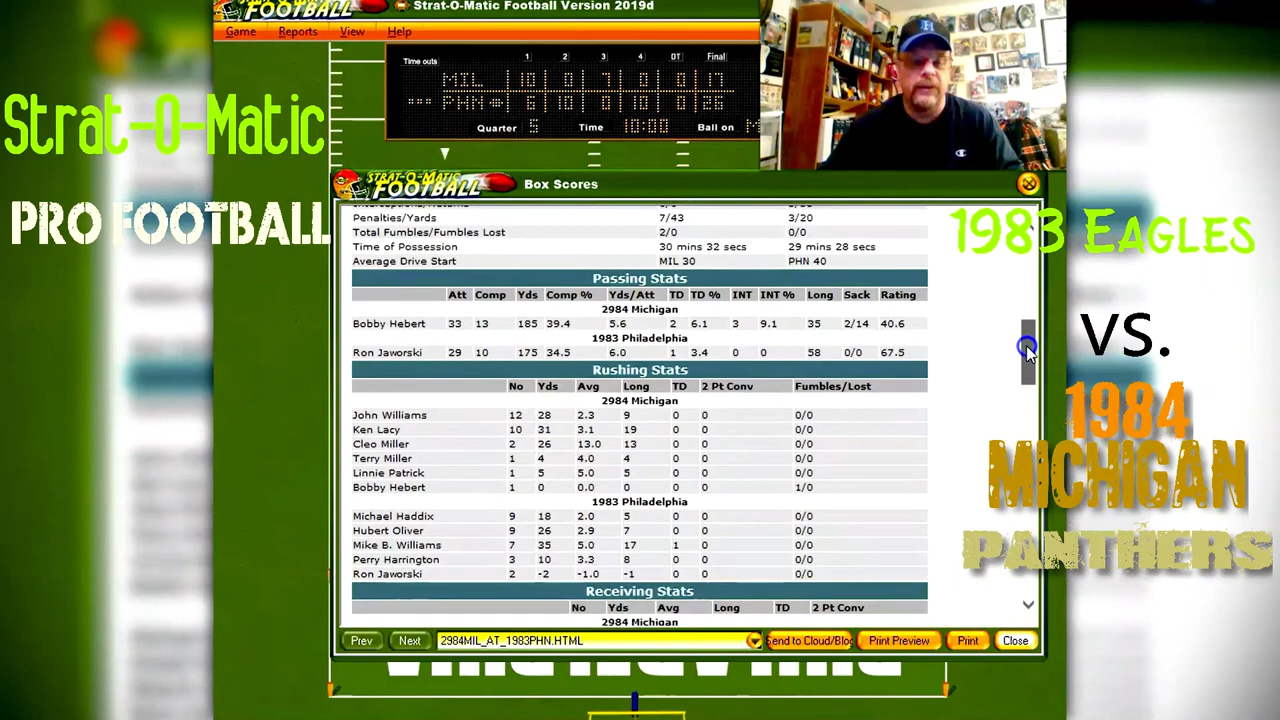 STRAT-O-MATIC FOOTBALL
Strat-O-Matic Football Version 2019d
Game Reports View Help
Time outs 1 2 3 4 OT Final
MIL 10 0 7 0 0 17
PHN 6 10 0 10 0 26
Quarter 5 Time 10:00 Ball on
Strat-O-Matic
PRO FOOTBALL
STRAT-O-MATIC FOOTBALL Box Scores
Penalties/Yards 7/43 3/20
Total Fumbles/Fumbles Lost 2/0 0/0
Time of Possession 30 mins 32 secs 29 mins 28 secs
Average Drive Start MIL 30 PHN 40
Passing Stats
Att Comp Yds Comp % Yds/Att TD TD % INT INT % Long Sack Rating
2984 Michigan
Bobby Hebert 33 13 185 39.4 5.6 2 6.1 3 9.1 35 2/14 40.6
1983 Philadelphia
Ron Jaworski 29 10 175 34.5 6.0 1 3.4 0 0 58 0/0 67.5
Rushing Stats
No Yds Avg Long TD 2 Pt Conv Fumbles/Lost
2984 Michigan
John Williams 12 28 2.3 9 0 0 0/0
Ken Lacy 10 31 3.1 19 0 0 0/0
Cleo Miller 2 26 13.0 13 0 0 0/0
Terry Miller 1 4 4.0 4 0 0 0/0
Linnie Patrick 1 5 5.0 5 0 0 0/0
Bobby Hebert 1 0 0.0 0 0 0 1/0
1983 Philadelphia
Michael Haddix 9 18 2.0 5 0 0 0/0
Hubert Oliver 9 26 2.9 7 0 0 0/0
Mike B. Williams 7 35 5.0 17 1 0 0/0
Perry Harrington 3 10 3.3 8 0 0 0/0
Ron Jaworski 2 -2 -1.0 -1 0 0 0/0
Receiving Stats
No Yds Avg Long TD 2 Pt Conv
2984 Michigan
Prev Next 2984MIL_AT_1983PHN.HTML Send to Cloud/Blog Print Preview Print Close
1983 EAGLES
VS.
1984
MICHIGAN
PANTHERS